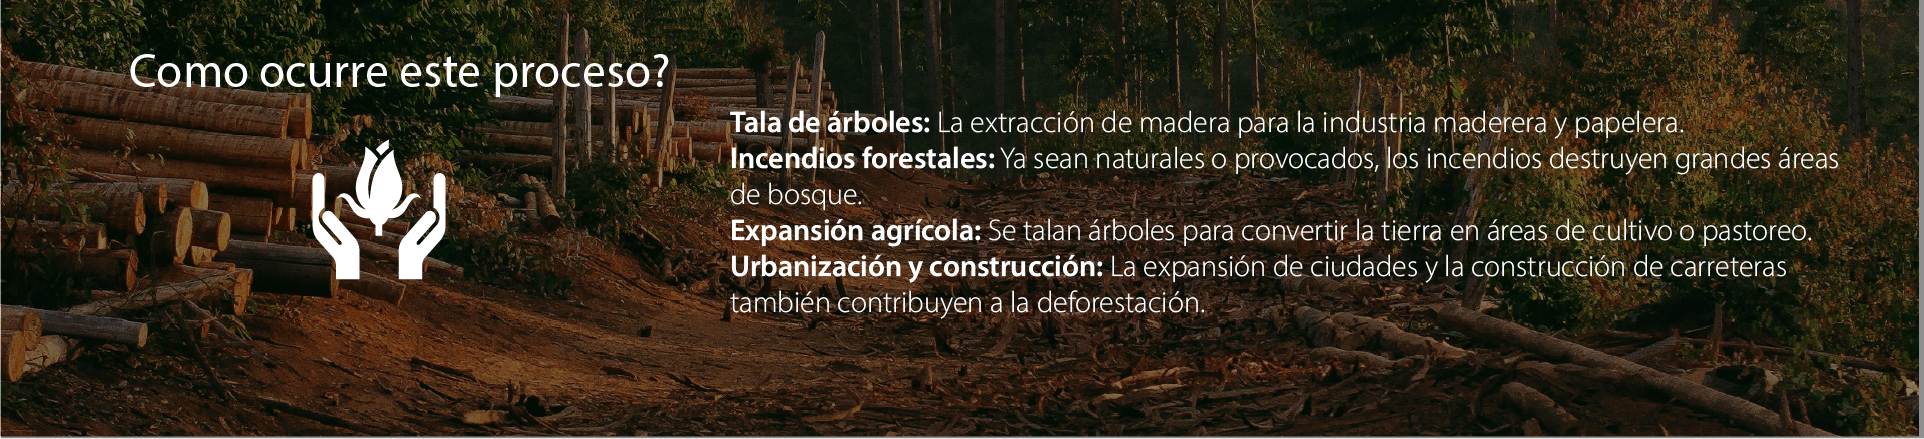 Como ocurre este proceso?
Tala de árboles: La extracción de madera para la industria maderera y papelera.
Incendios forestales: Ya sean naturales o provocados, los incendios destruyen grandes áreas
de bosque.
Expansión agrícola: Se talan árboles para convertir la tierra en áreas de cultivo o pastoreo.
Urbanización y construcción: La expansión de ciudades y la construcción de carreteras
también contribuyen a la deforestación.